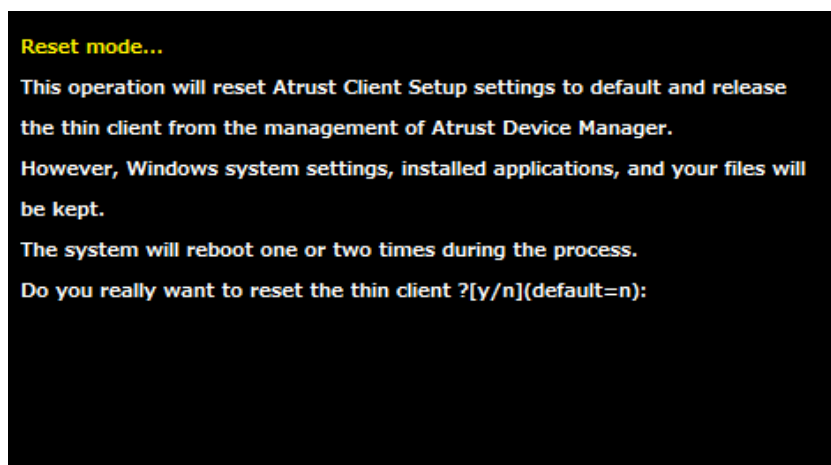 Reset mode...
This operation will reset Atrust Client Setup settings to default and release
the thin client from the management of Atrust Device Manager.
However, Windows system settings, installed applications, and your files will
be kept.
The system will reboot one or two times during the process.
Do you really want to reset the thin client ?[y/n](default=n):